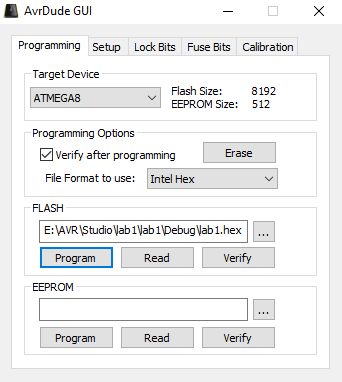 AvrDude GUI
Programming Setup Lock Bits Fuse Bits Calibration
Target Device
ATMEGA8
Flash Size: 8192
EEPROM Size: 512
Programming Options
Verify after programming Erase
File Format to use: Intel Hex
FLASH
E:\AVR\Studio\lab1\lab1\Debug\lab1.hex ...
Program Read Verify
EEPROM
...
Program Read Verify